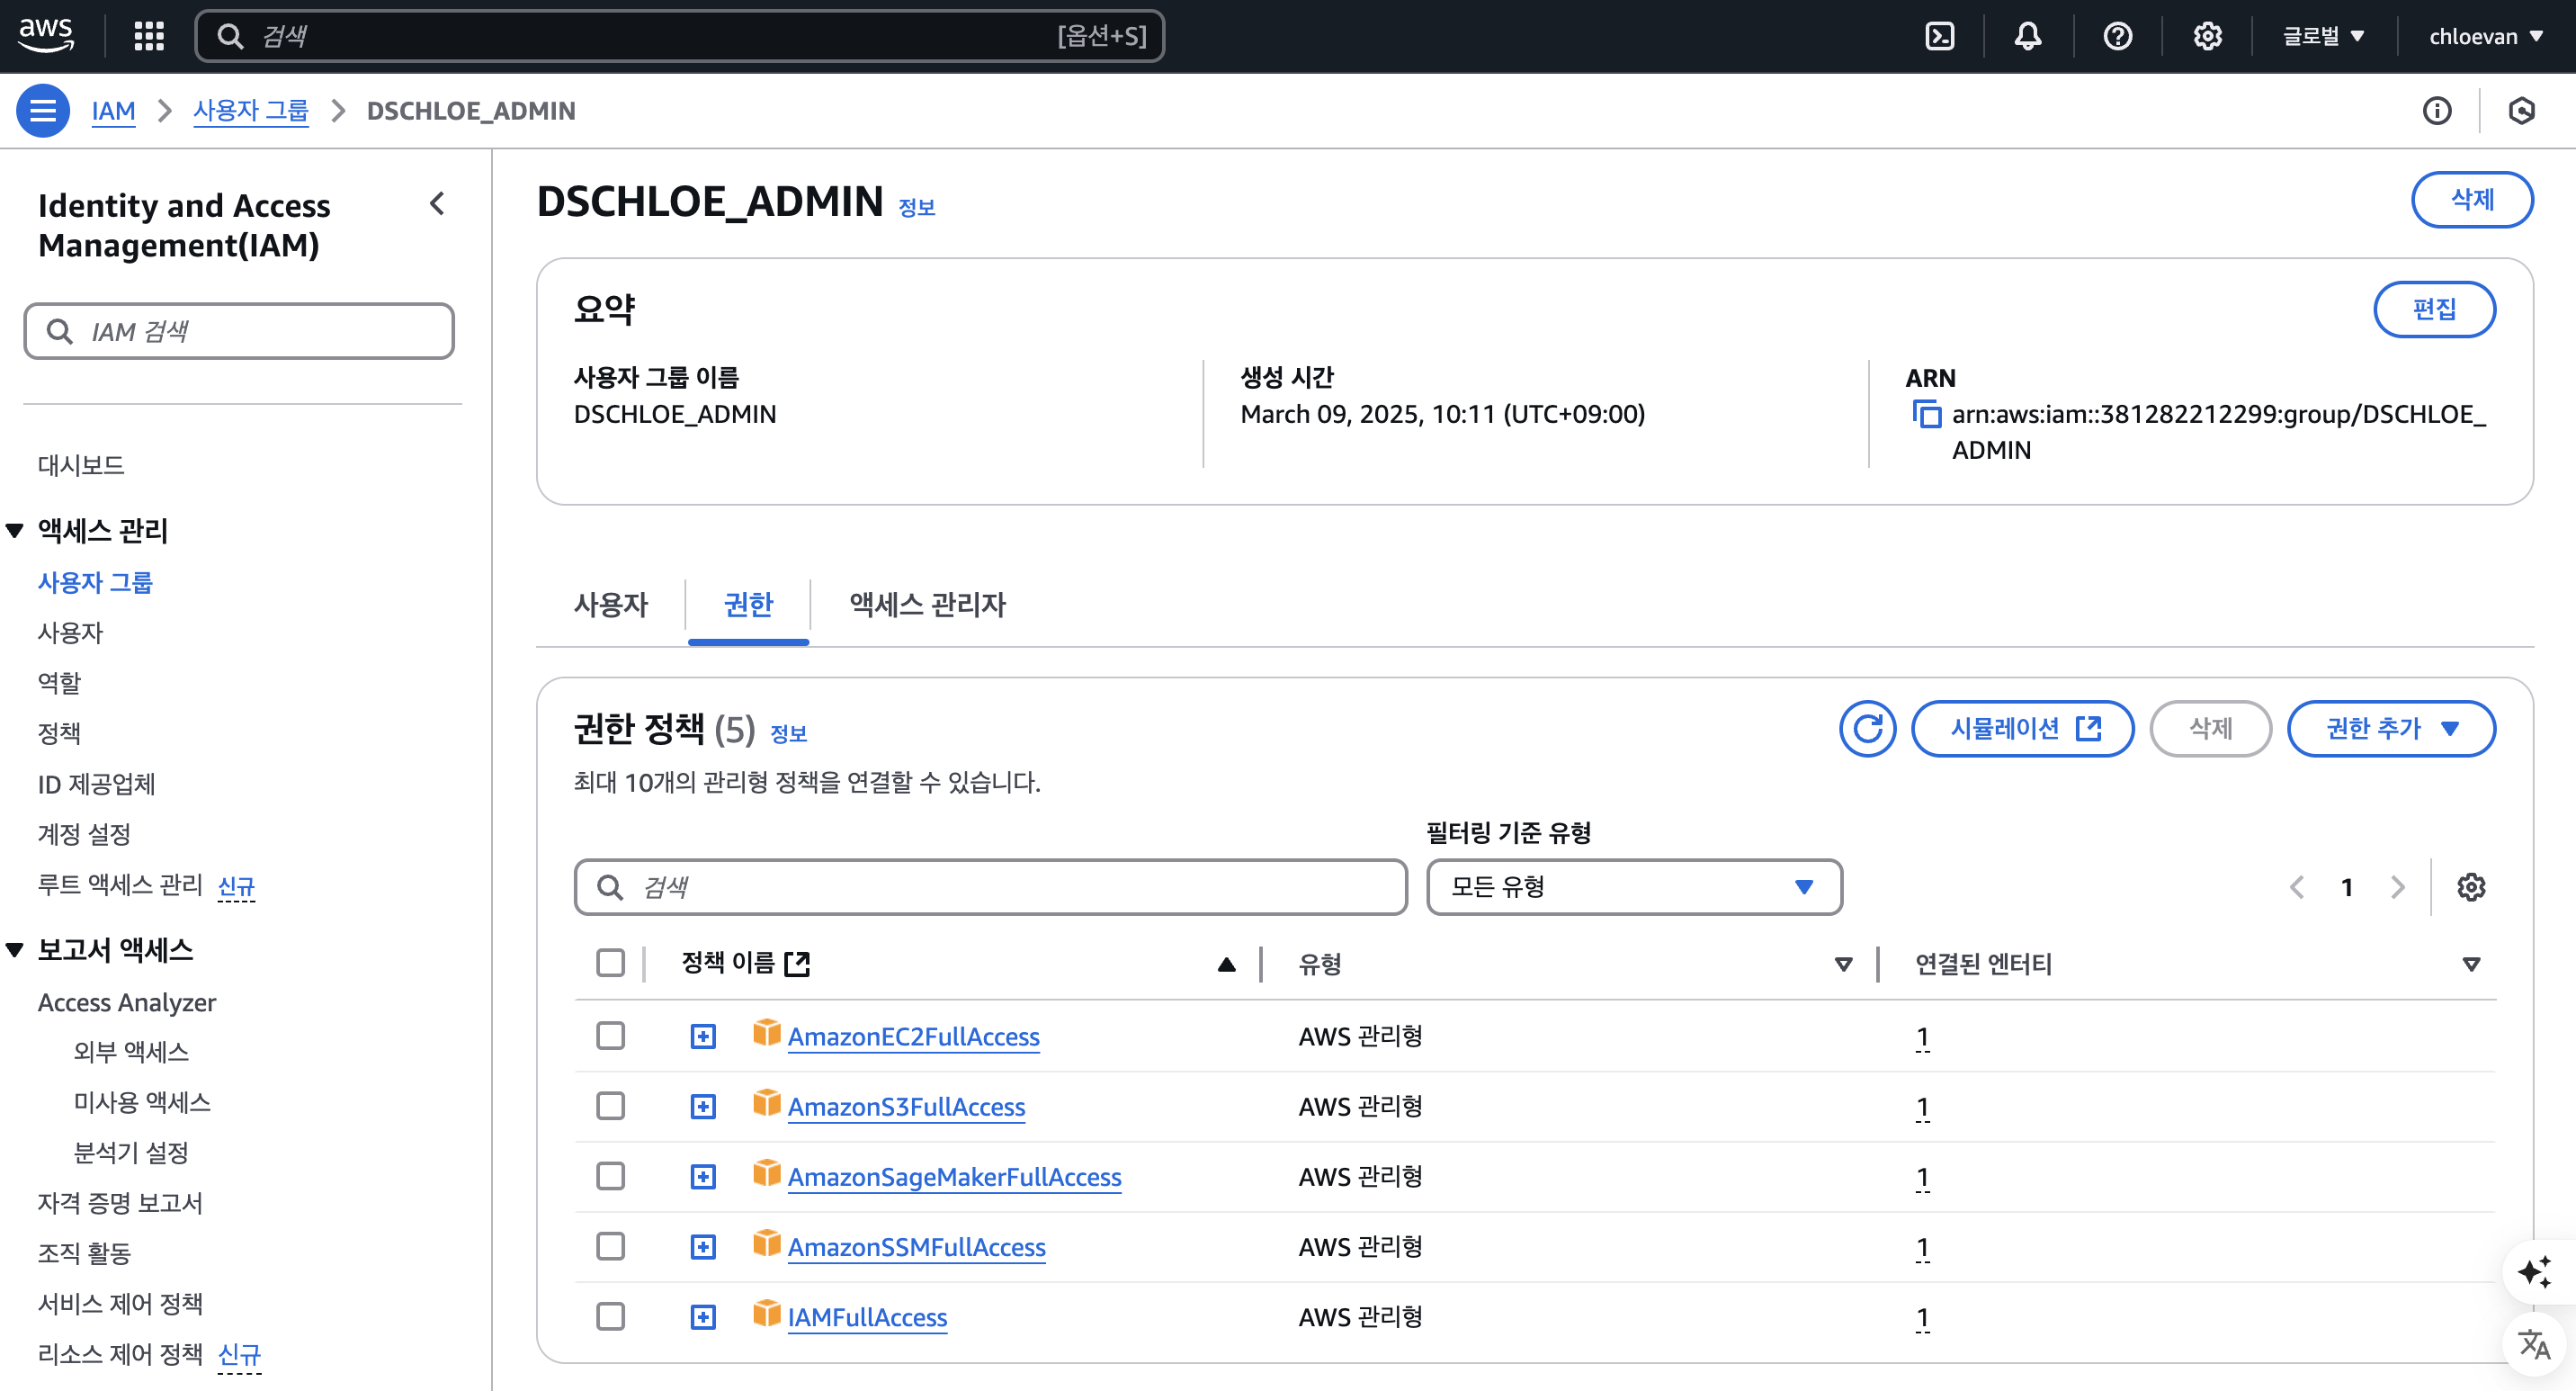 aws
검색
[옵션+S]
글로벌
chloevan
IAM
사용자 그룹
DSCHLOE_ADMIN
Identity and Access
Management(IAM)
IAM 검색
대시보드
액세스 관리
사용자 그룹
사용자
역할
정책
ID 제공업체
계정 설정
루트 액세스 관리 신규
보고서 액세스
Access Analyzer
외부 액세스
미사용 액세스
분석기 설정
자격 증명 보고서
조직 활동
서비스 제어 정책
리소스 제어 정책 신규
DSCHLOE_ADMIN 정보
삭제
요약
편집
사용자 그룹 이름
DSCHLOE_ADMIN
생성 시간
March 09, 2025, 10:11 (UTC+09:00)
ARN
arn:aws:iam::381282212299:group/DSCHLOE_
ADMIN
사용자
권한
액세스 관리자
권한 정책 (5) 정보
시뮬레이션
삭제
권한 추가
최대 10개의 관리형 정책을 연결할 수 있습니다.
필터링 기준 유형
검색
모든 유형
1
정책 이름
유형
연결된 엔터티
AmazonEC2FullAccess
AWS 관리형
1
AmazonS3FullAccess
AWS 관리형
1
AmazonSageMakerFullAccess
AWS 관리형
1
AmazonSSMFullAccess
AWS 관리형
1
IAMFullAccess
AWS 관리형
1